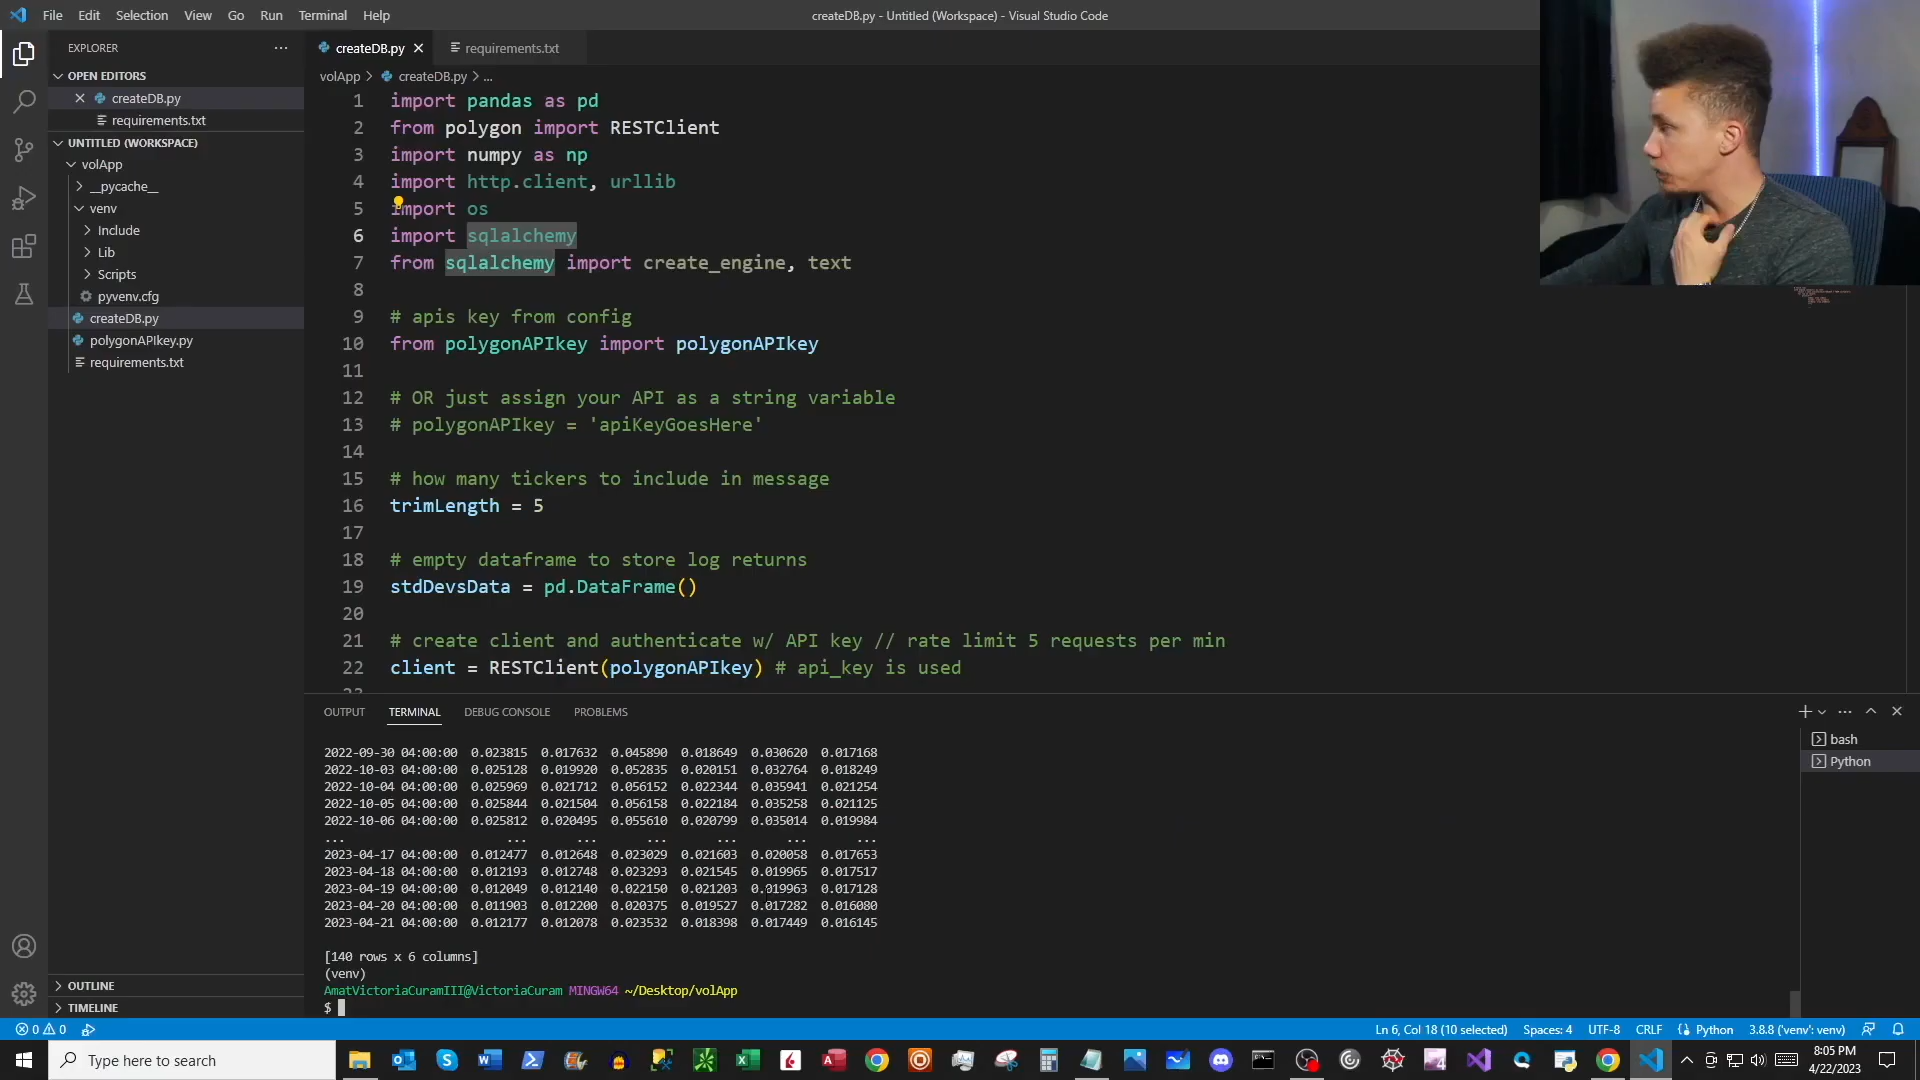 File Edit Selection View Go Run Terminal Help
createDB.py - Untitled (Workspace) - Visual Studio Code
EXPLORER
OPEN EDITORS
createDB.py
requirements.txt
UNTITLED (WORKSPACE)
volApp
__pycache__
venv
Include
Lib
Scripts
pyvenv.cfg
createDB.py
polygonAPIkey.py
requirements.txt
OUTLINE
TIMELINE
createDB.py
requirements.txt
volApp > createDB.py > ...
1 import pandas as pd
2 from polygon import RESTClient
3 import numpy as np
4 import http.client, urllib
5 import os
6 import sqlalchemy
7 from sqlalchemy import create_engine, text
8
9 # apis key from config
10 from polygonAPIkey import polygonAPIkey
11
12 # OR just assign your API as a string variable
13 # polygonAPIkey = 'apiKeyGoesHere'
14
15 # how many tickers to include in message
16 trimLength = 5
17
18 # empty dataframe to store log returns
19 stdDevsData = pd.DataFrame()
20
21 # create client and authenticate w/ API key // rate limit 5 requests per min
22 client = RESTClient(polygonAPIkey) # api_key is used
23
OUTPUT TERMINAL DEBUG CONSOLE PROBLEMS
2022-09-30 04:00:00 0.023815 0.017632 0.045890 0.018649 0.030620 0.017168
2022-10-03 04:00:00 0.025128 0.019920 0.052835 0.020151 0.032764 0.018249
2022-10-04 04:00:00 0.025969 0.021712 0.056152 0.022344 0.035941 0.021254
2022-10-05 04:00:00 0.025844 0.021504 0.056158 0.022184 0.035258 0.021125
2022-10-06 04:00:00 0.025812 0.020495 0.055610 0.020799 0.035014 0.019984
... ... ... ... ... ... ...
2023-04-17 04:00:00 0.012477 0.012648 0.023029 0.021603 0.020058 0.017653
2023-04-18 04:00:00 0.012193 0.012748 0.023293 0.021545 0.019965 0.017517
2023-04-19 04:00:00 0.012049 0.012140 0.022150 0.021203 0.019963 0.017128
2023-04-20 04:00:00 0.011903 0.012200 0.020375 0.019527 0.017282 0.016080
2023-04-21 04:00:00 0.012177 0.012078 0.023532 0.018398 0.017449 0.016145
[140 rows x 6 columns]
(venv)
AmatVictoriaCuramIII@VictoriaCuram MINGW64 ~/Desktop/volApp
$
bash
Python
0 0
Ln 6, Col 18 (10 selected) Spaces: 4 UTF-8 CRLF Python 3.8.8 ('venv': venv)
Type here to search
8:05 PM
4/22/2023